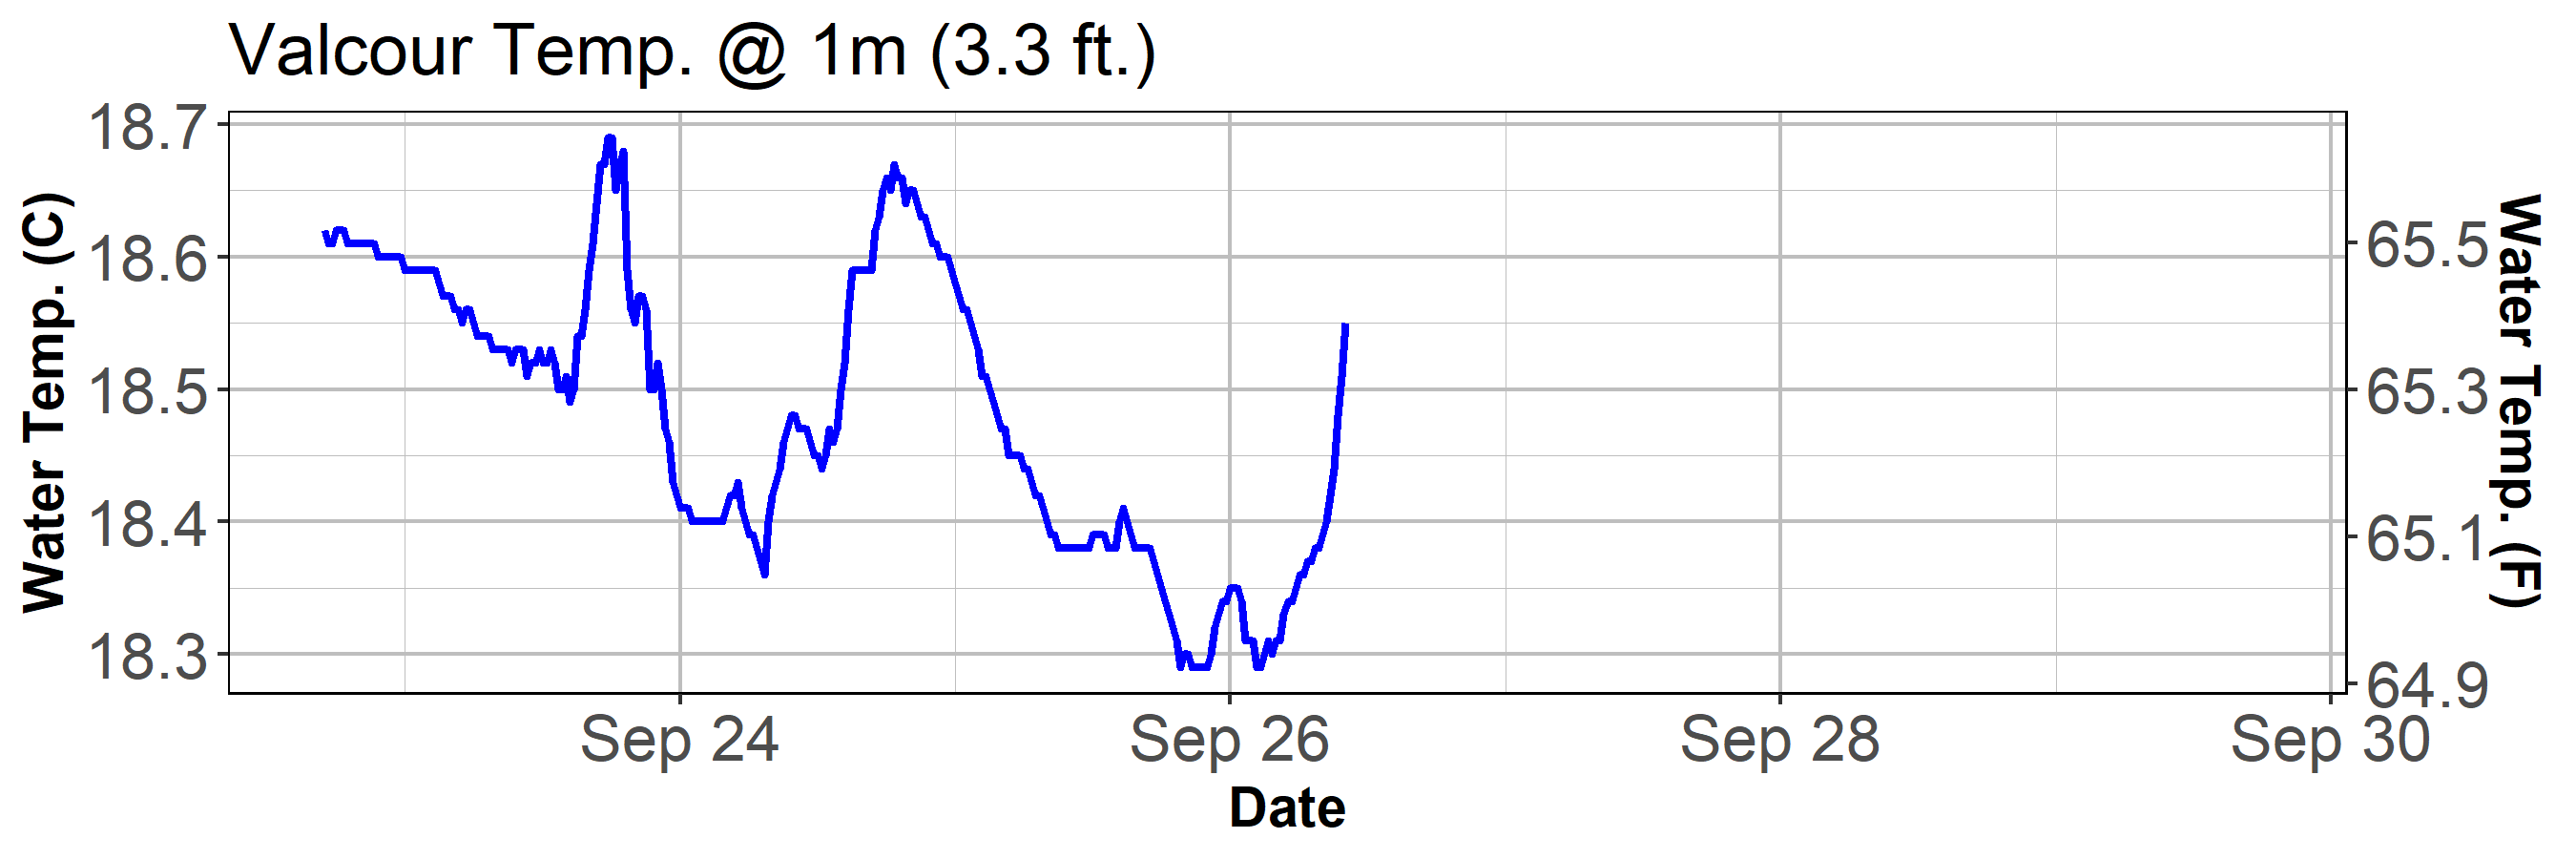 Valcour Temp. @ 1m (3.3 ft.)
Water Temp. (C)
18.7
18.6
18.5
18.4
18.3
65.5
65.3
65.1
64.9
Water Temp. (F)
Sep 24 Sep 26 Sep 28 Sep 30
Date